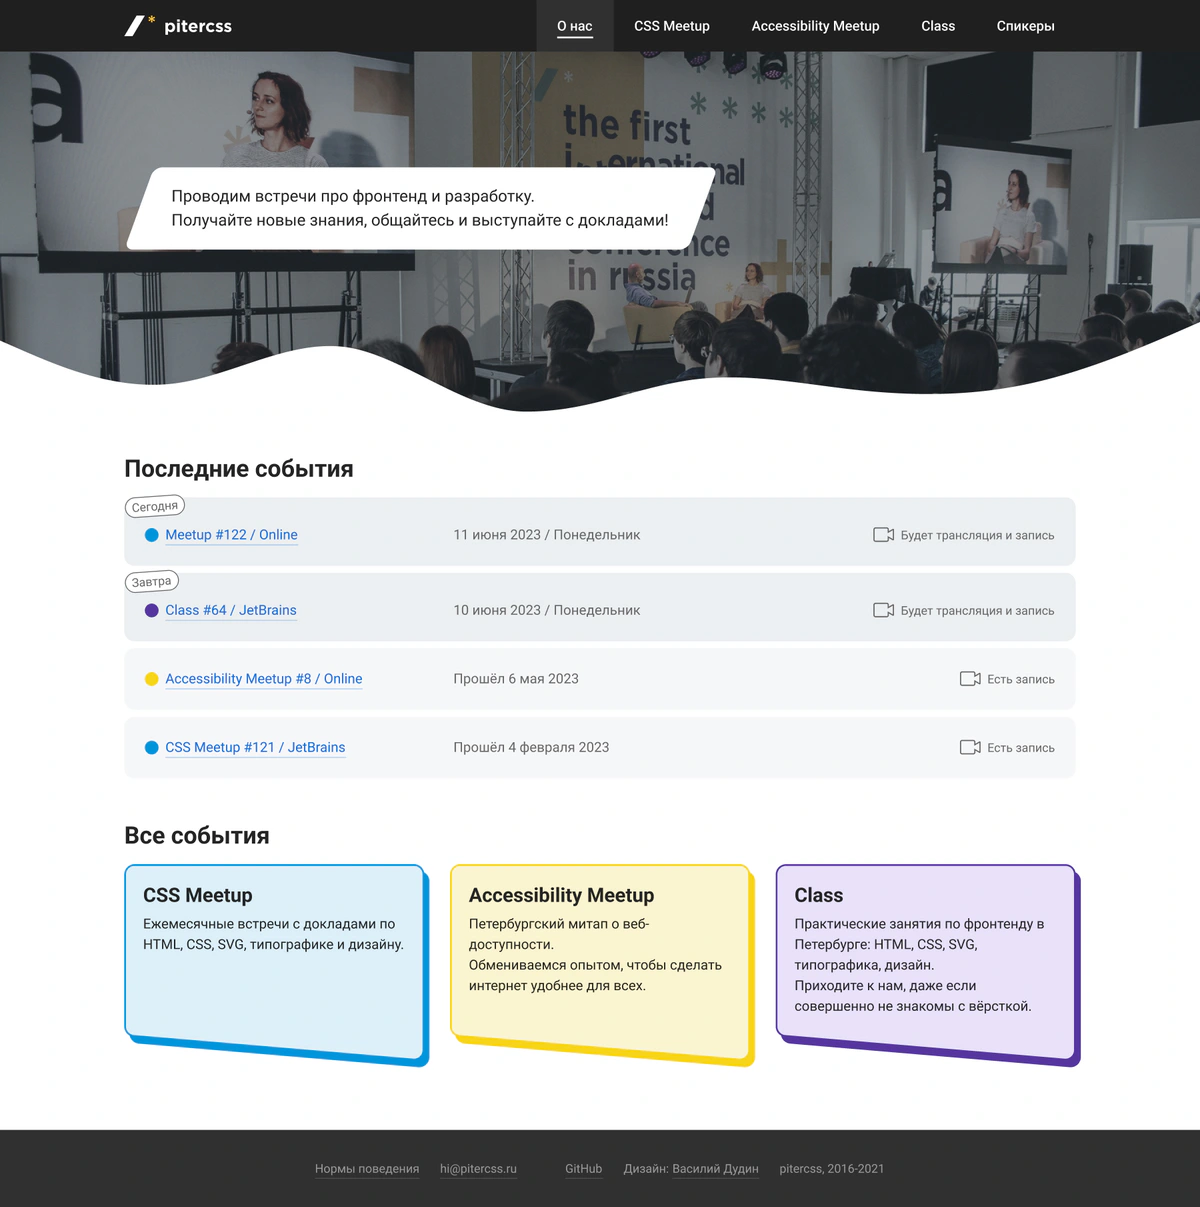 pitercss
О нас
CSS Meetup
Accessibility Meetup
Class
Спикеры
a
the first
international
a
Проводим встречи про фронтенд и разработку.
Получайте новые знания, общайтесь и выступайте с докладами!
conference
in russia
Последние события
Сегодня
Meetup #122 / Online
11 июня 2023 / Понедельник
Будет трансляция и запись
Завтра
Class #64 / JetBrains
10 июня 2023 / Понедельник
Будет трансляция и запись
Accessibility Meetup #8 / Online
Прошёл 6 мая 2023
Есть запись
CSS Meetup #121 / JetBrains
Прошёл 4 февраля 2023
Есть запись
Все события
CSS Meetup
Ежемесячные встречи с докладами по
HTML, CSS, SVG, типографике и дизайну.
Accessibility Meetup
Петербургский митап о веб-
доступности.
Обмениваемся опытом, чтобы сделать
интернет удобнее для всех.
Class
Практические занятия по фронтенду в
Петербурге: HTML, CSS, SVG,
типографика, дизайн.
Приходите к нам, даже если
совершенно не знакомы с вёрсткой.
Нормы поведения
hi@pitercss.ru
GitHub
Дизайн: Василий Дудин
pitercss, 2016-2021